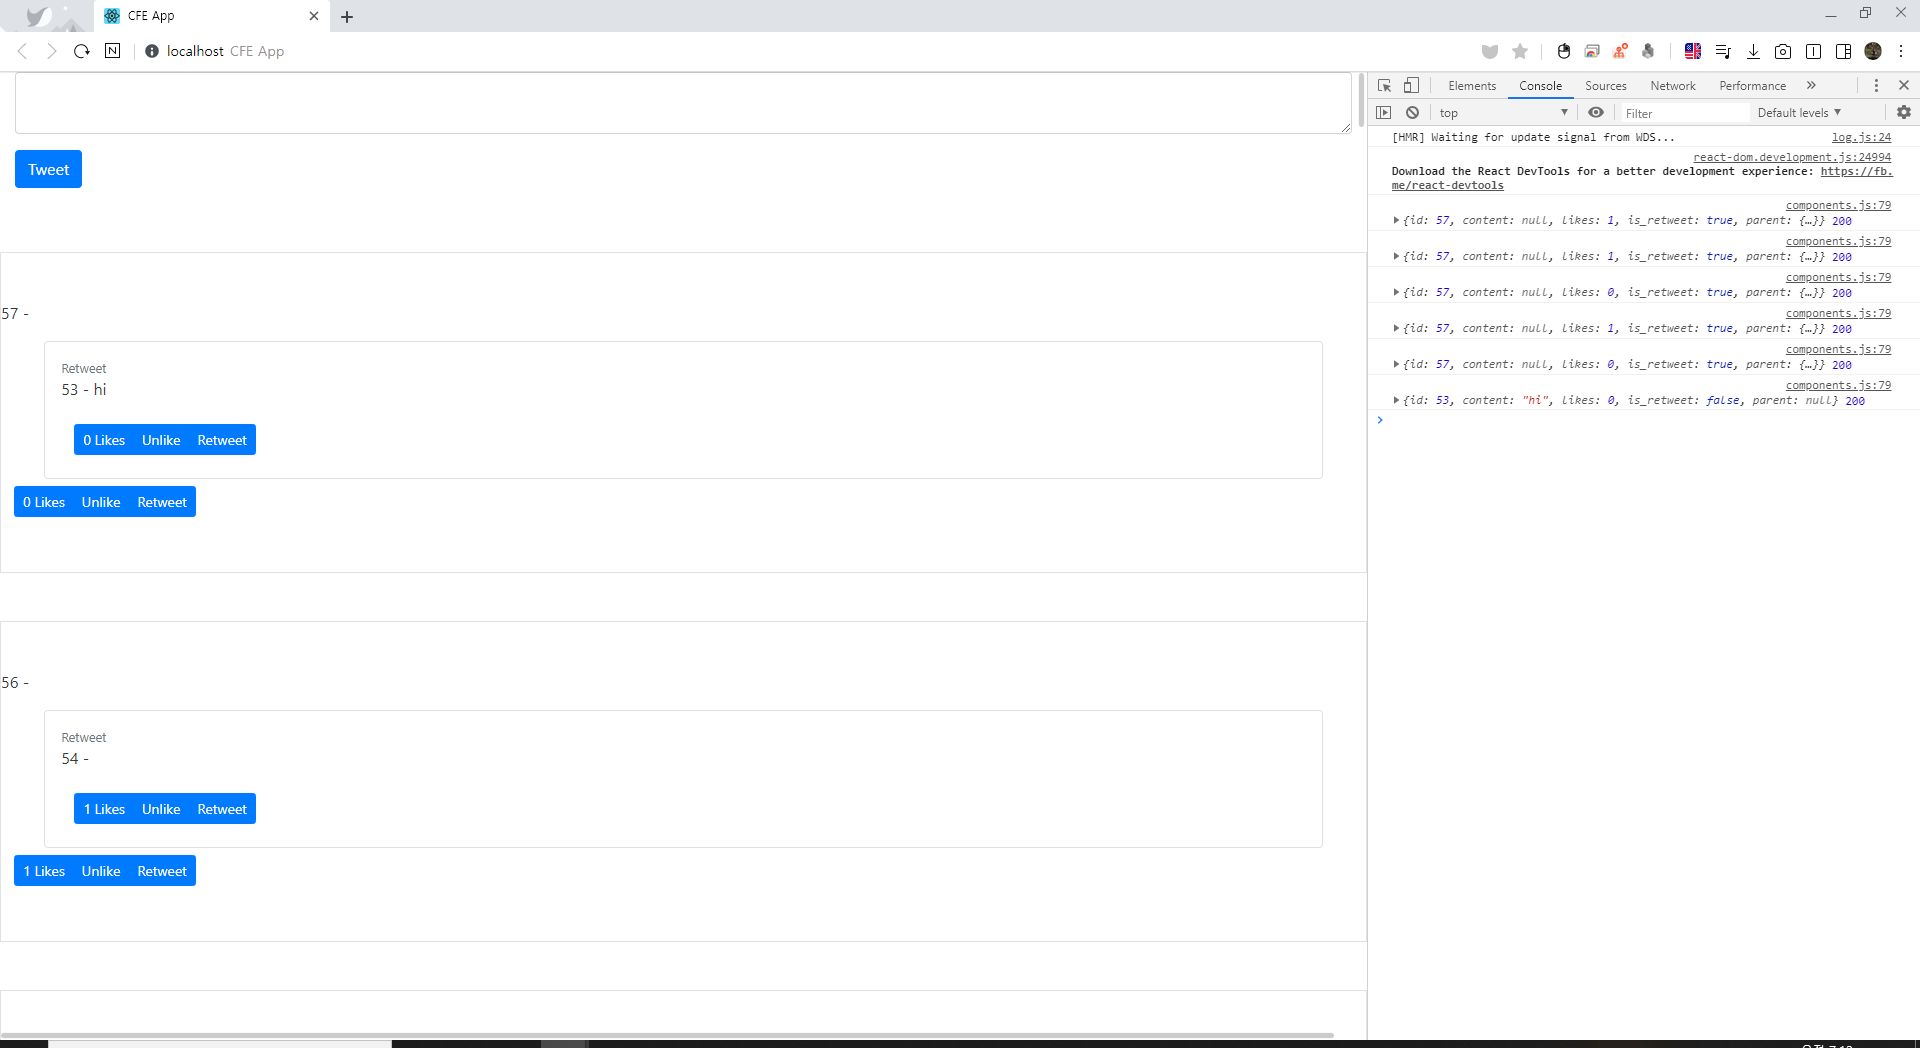 CFE App
N localhost CFE App
Tweet
57 -
Retweet
53 - hi
0 Likes Unlike Retweet
0 Likes Unlike Retweet
56 -
Retweet
54 -
1 Likes Unlike Retweet
1 Likes Unlike Retweet
Elements Console Sources Network Performance »
top Filter Default levels
[HMR] Waiting for update signal from WDS... log.js:24
react-dom.development.js:24994
Download the React DevTools for a better development experience: https://fb.
me/react-devtools
components.js:79
{id: 57, content: null, likes: 1, is_retweet: true, parent: {…}} 200
components.js:79
{id: 57, content: null, likes: 1, is_retweet: true, parent: {…}} 200
components.js:79
{id: 57, content: null, likes: 0, is_retweet: true, parent: {…}} 200
components.js:79
{id: 57, content: null, likes: 1, is_retweet: true, parent: {…}} 200
components.js:79
{id: 57, content: null, likes: 0, is_retweet: true, parent: {…}} 200
components.js:79
{id: 53, content: "hi", likes: 0, is_retweet: false, parent: null} 200